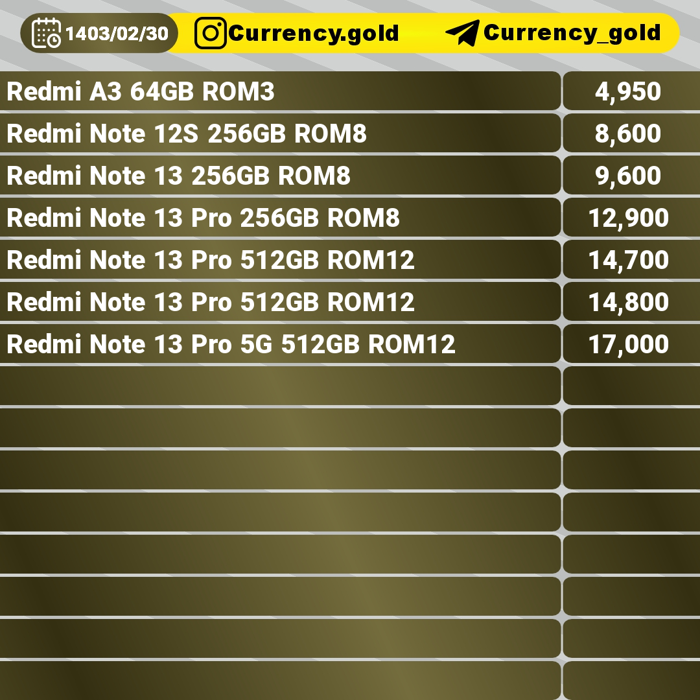 1403/02/30 Currency.gold Currency_gold
Redmi A3 64GB ROM3 4,950
Redmi Note 12S 256GB ROM8 8,600
Redmi Note 13 256GB ROM8 9,600
Redmi Note 13 Pro 256GB ROM8 12,900
Redmi Note 13 Pro 512GB ROM12 14,700
Redmi Note 13 Pro 512GB ROM12 14,800
Redmi Note 13 Pro 5G 512GB ROM12 17,000